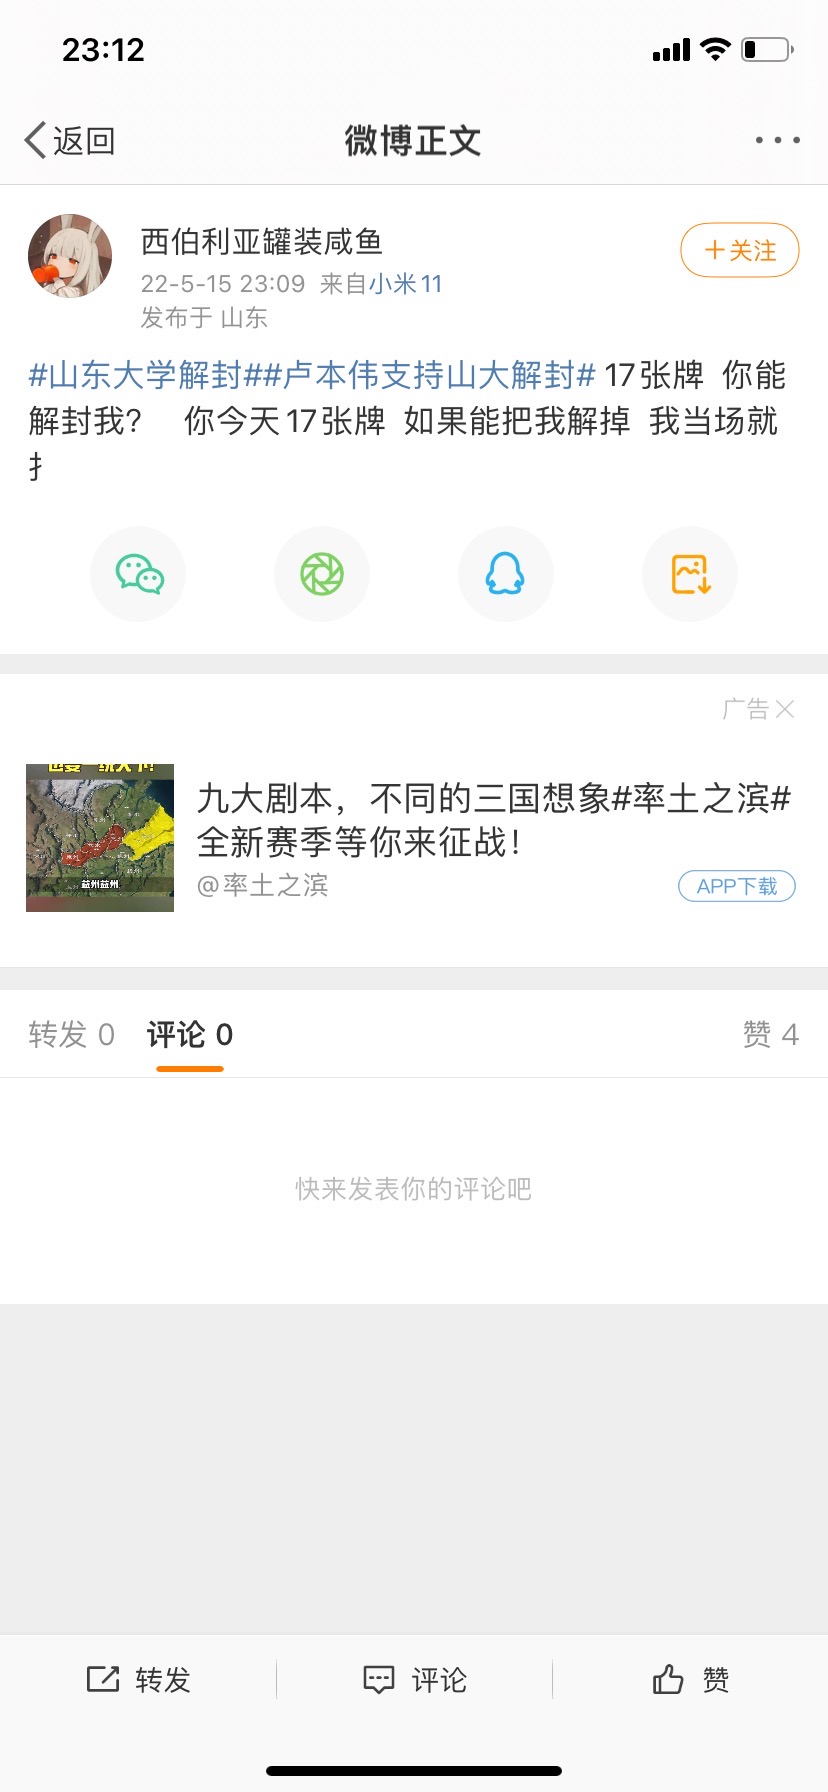 23:12
返回
微博正文
西伯利亚罐装咸鱼
+关注
22-5-15 23:09 来自小米11
发布于 山东
#山东大学解封##卢本伟支持山大解封# 17张牌 你能
解封我? 你今天17张牌 如果能把我解掉 我当场就
扌
广告
九大剧本，不同的三国想象#率土之滨#
全新赛季等你来征战！
益州益州
@率土之滨
APP下载
转发 0 评论 0 赞 4
快来发表你的评论吧
转发 评论 赞